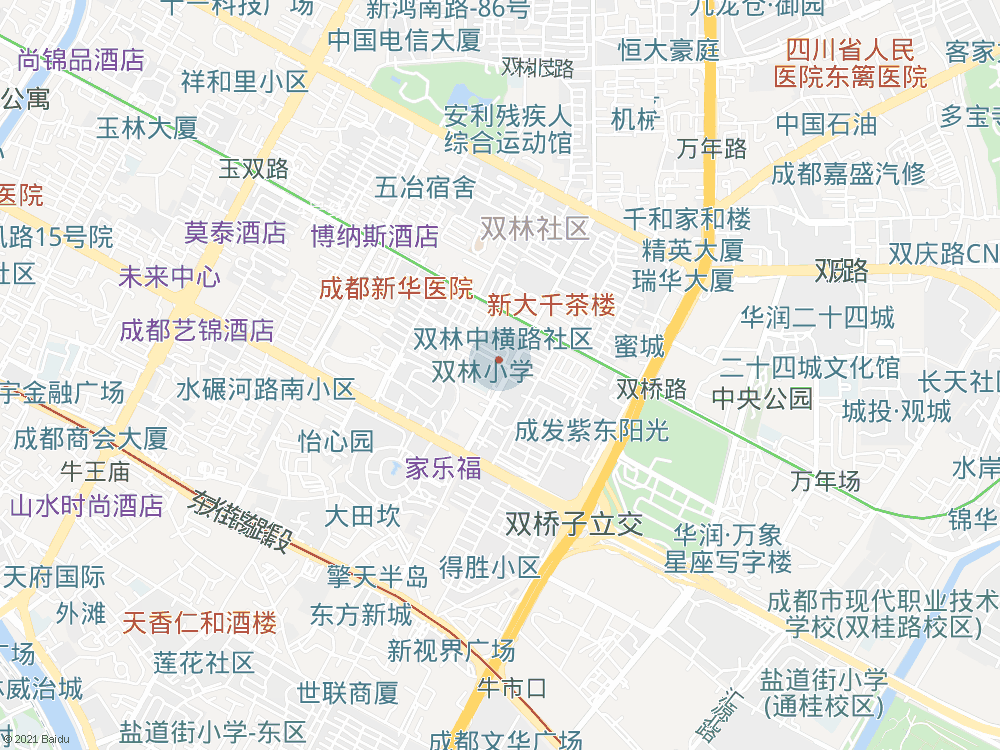 十一科技广场
新鸿南路-86号
九龙仓·御园
中国电信大厦
恒大豪庭
四川省人民
医院东篱医院
客家
尚锦品酒店
祥和里小区
双林北支路
公寓
玉林大厦
安利残疾人
综合运动馆
机械
中国石油
多宝寺
万年路
玉双路
五冶宿舍
成都嘉盛汽修
医院
莫泰酒店
博纳斯酒店
双林社区
千和家和楼
机路15号院
精英大厦
双庆路CN
社区
未来中心
成都新华医院
瑞华大厦
双庆路
新大千茶楼
成都艺锦酒店
双林中横路社区
蜜城
华润二十四城
双林小学
二十四城文化馆
宇金融广场
水碾河路南小区
双桥路
中央公园
长天社区
城投·观城
成都商会大厦
怡心园
成发紫东阳光
牛王庙
家乐福
万年场
水岸
山水时尚酒店
大田坎
双桥子立交
华润·万象
星座写字楼
锦华
天府国际
擎天半岛
得胜小区
外滩
天香仁和酒楼
东方新城
成都市现代职业技术
学校(双桂路校区)
广场
莲花社区
新视界广场
威治城
世联商厦
牛市口
盐道街小学
(通桂校区)
汇源路
盐道街小学-东区
成都文华广场
© 2021 Baidu